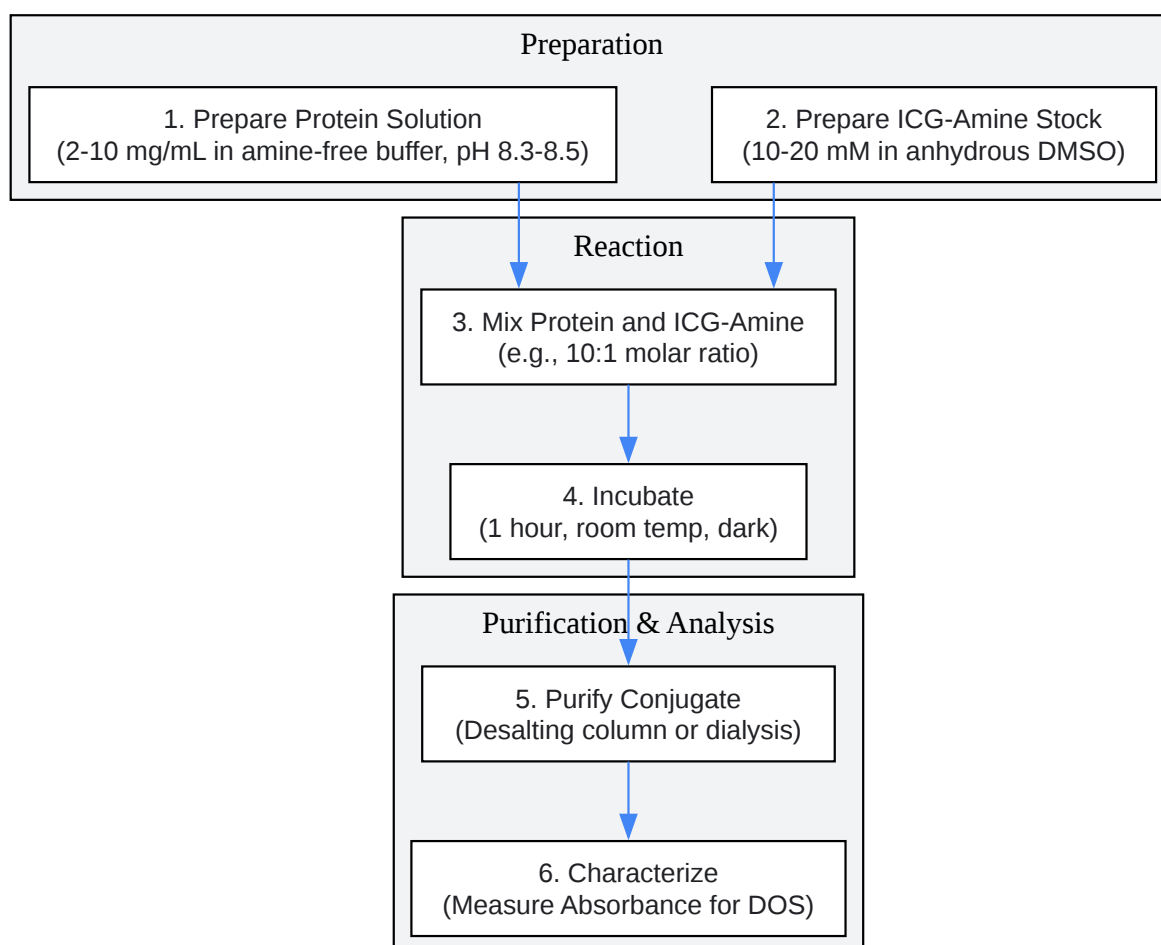 Preparation
1. Prepare Protein Solution
(2-10 mg/mL in amine-free buffer, pH 8.3-8.5)
2. Prepare ICG-Amine Stock
(10-20 mM in anhydrous DMSO)
Reaction
3. Mix Protein and ICG-Amine
(e.g., 10:1 molar ratio)
4. Incubate
(1 hour, room temp, dark)
Purification & Analysis
5. Purify Conjugate
(Desalting column or dialysis)
6. Characterize
(Measure Absorbance for DOS)